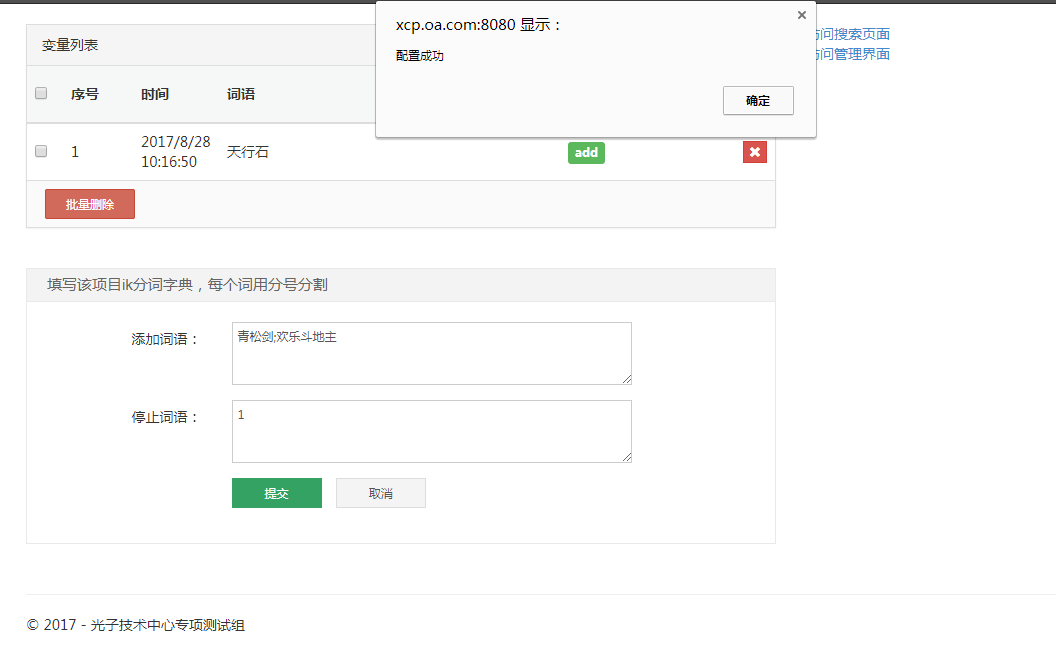 xcp.oa.com:8080 显示：
配置成功
确定
问搜索页面
问管理界面
变量列表
序号 时间 词语
1 2017/8/28 10:16:50 天行石 add
批量删除
填写该项目ik分词字典，每个词用分号分割
添加词语： 青松剑;欢乐斗地主
停止词语： 1
提交 取消
© 2017 - 光子技术中心专项测试组